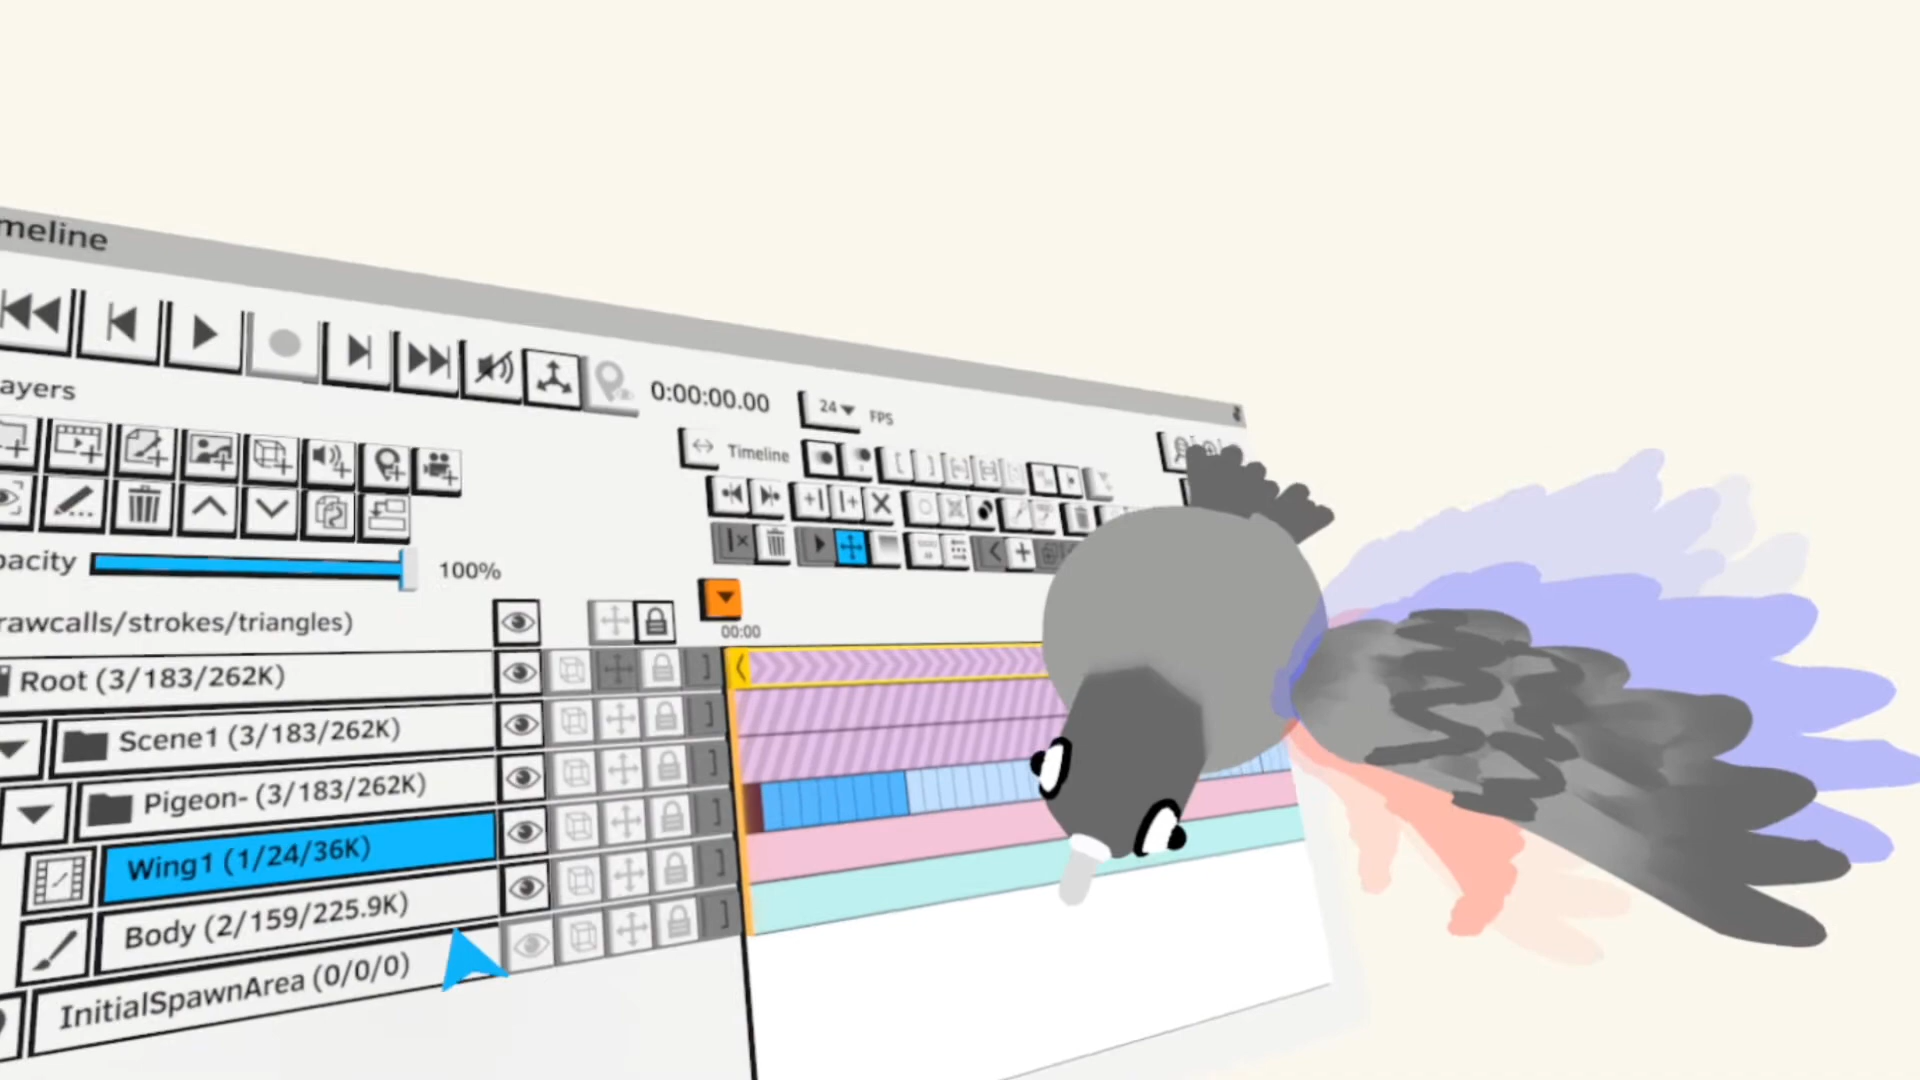 meline
0:00:00.00
24 FPS
ayers
Timeline
pacity
100%
rawcalls/strokes/triangles)
00:00
Root (3/183/262K)
Scene1 (3/183/262K)
Pigeon- (3/183/262K)
Wing1 (1/24/36K)
Body (2/159/225.9K)
InitialSpawnArea (0/0/0)